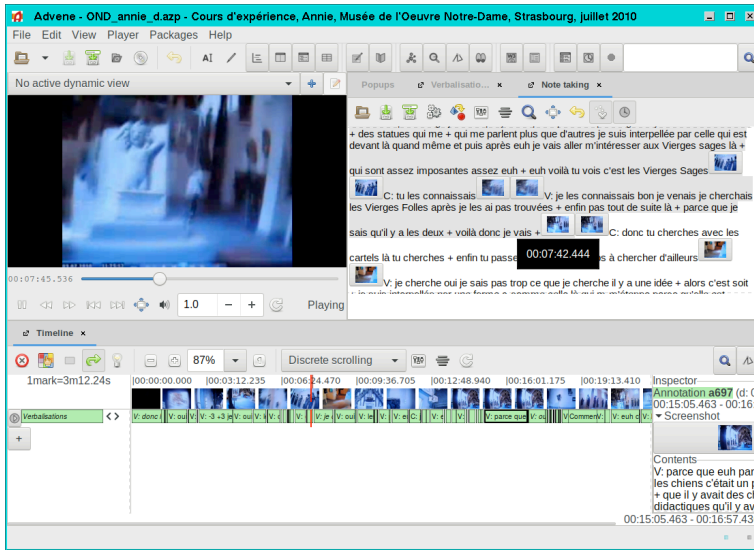 Advene - OND_annie_d.azp - Cours d'expérience, Annie, Musée de l'Oeuvre Notre-Dame, Strasbourg, juillet 2010
File Edit View Player Packages Help
No active dynamic view
Popups Verbalisatio... × Note taking ×
+ des statues qui me + qui me parlent plus que d'autres je suis interpellée par celle qui est
devant là quand même et puis après euh je vais aller m'intéresser aux Vierges sages là +
qui sont assez imposantes assez euh + euh voilà tu vois c'est les Vierges Sages
C: tu les connaissais V: je les connaissais bon je venais je cherchais
les Vierges Folles après je les ai pas trouvées + enfin pas tout de suite là + parce que je
sais qu'il y a les deux + voilà donc je vais + C: donc tu cherches avec les
cartels là tu cherches + enfin tu passe 00:07:42.444 s à chercher d'ailleurs
V: je cherche oui je sais pas trop ce que je cherche il y a une idée + alors c'est soit
00:07:45.536
1.0 − + Playing
Timeline ×
87% Discrete scrolling
1mark=3m12.24s |00:00:00.000 |00:03:12.235 |00:06:24.470 |00:09:36.705 |00:12:48.940 |00:16:01.175 |00:19:13.410
Verbalisations < > V: donc V: oui V: V: -3 +3 je V: oui V: V: V: je V: oui V: le V: V: C: V: V: V: parce que V: ou V Commen V: V: euh c V:
+
Inspector
Annotation a697 (d:
00:15:05.463 - 00:16:
Screenshot
Contents
V: parce que euh par
les chiens c'était un p
+ que il y avait des c
didactiques qu'il y av
00:15:05.463 - 00:16:57.43